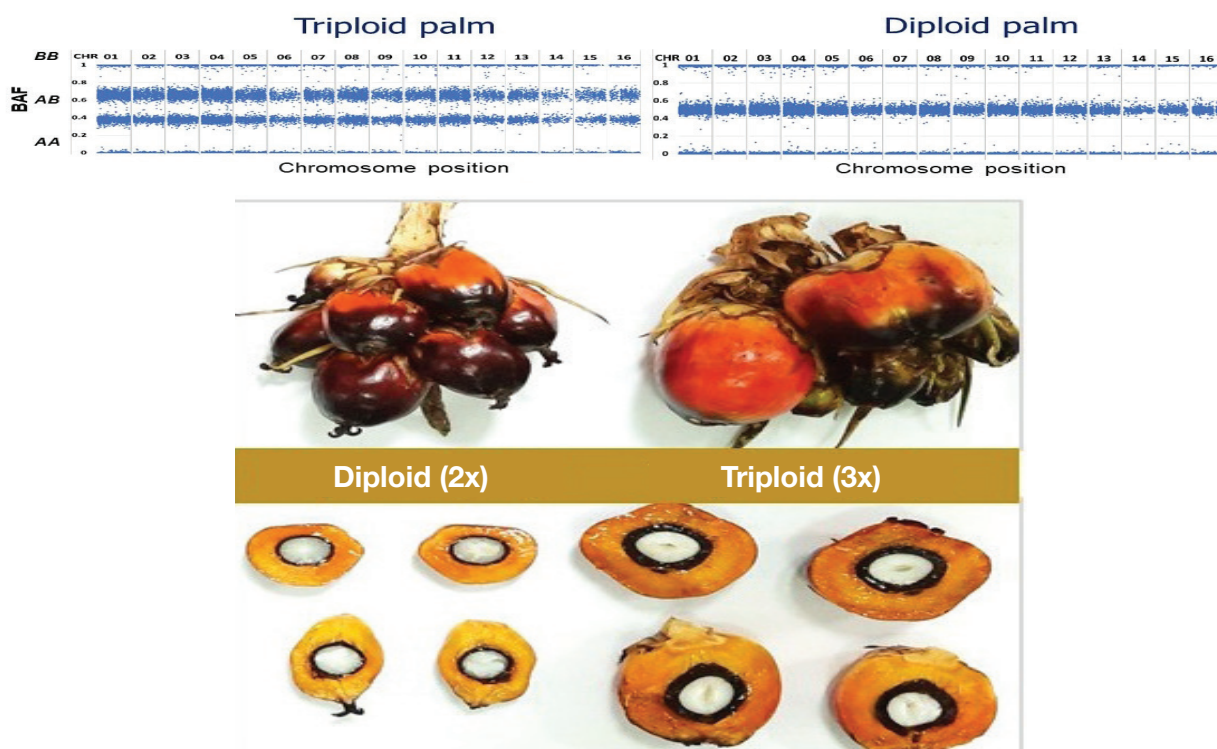 Triploid palm
Diploid palm
BB CHR 01 02 03 04 05 06 07 08 09 10 11 12 13 14 15 16
CHR 01 02 03 04 05 06 07 08 09 10 11 12 13 14 15 16
1
0.8
AB 0.6
0.4
0.2
AA 0
BAF
1
0.8
0.6
0.4
0.2
0
Chromosome position
Chromosome position
Diploid (2x)
Triploid (3x)